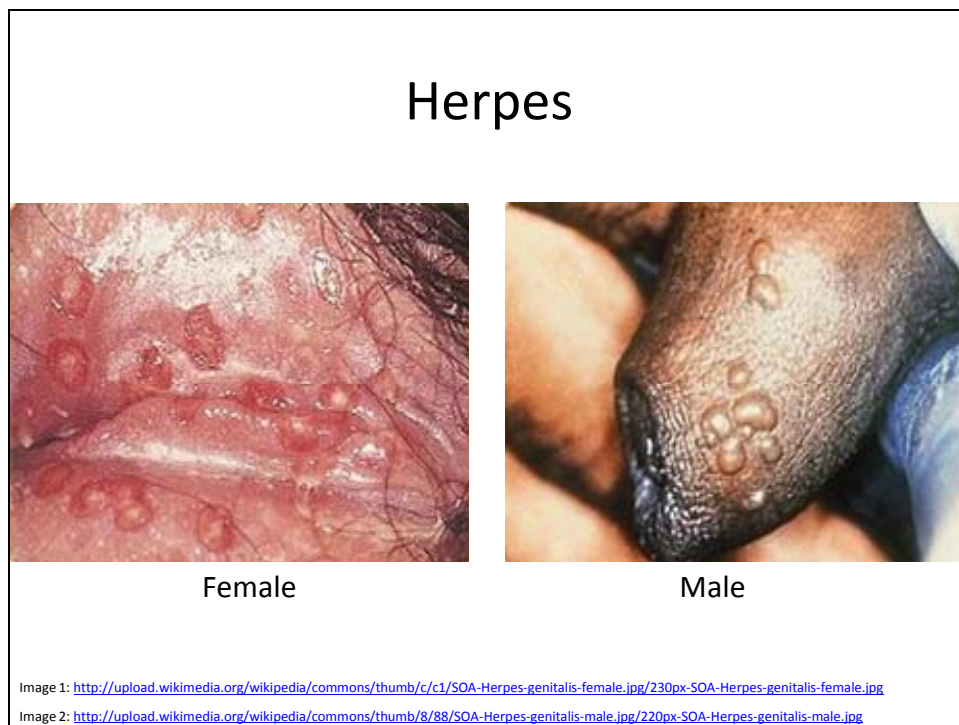 Herpes
Female
Male
Image 1: http://upload.wikimedia.org/wikipedia/commons/thumb/c/c1/SOA-Herpes-genitalis-female.jpg/230px-SOA-Herpes-genitalis-female.jpg
Image 2: http://upload.wikimedia.org/wikipedia/commons/thumb/8/88/SOA-Herpes-genitalis-male.jpg/220px-SOA-Herpes-genitalis-male.jpg